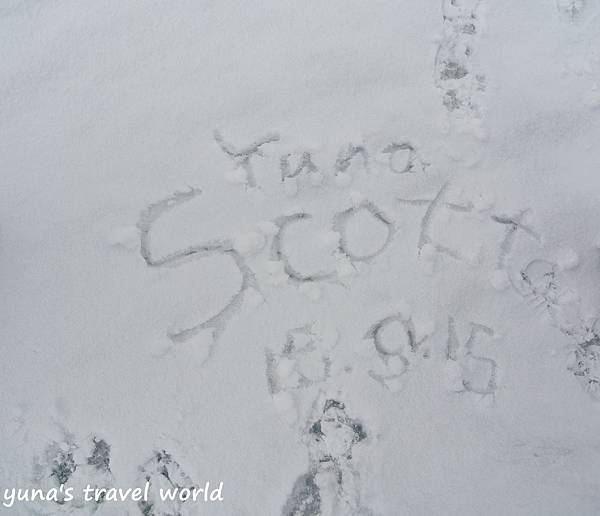 Yuna
Scott
18.9.15
yuna's travel world